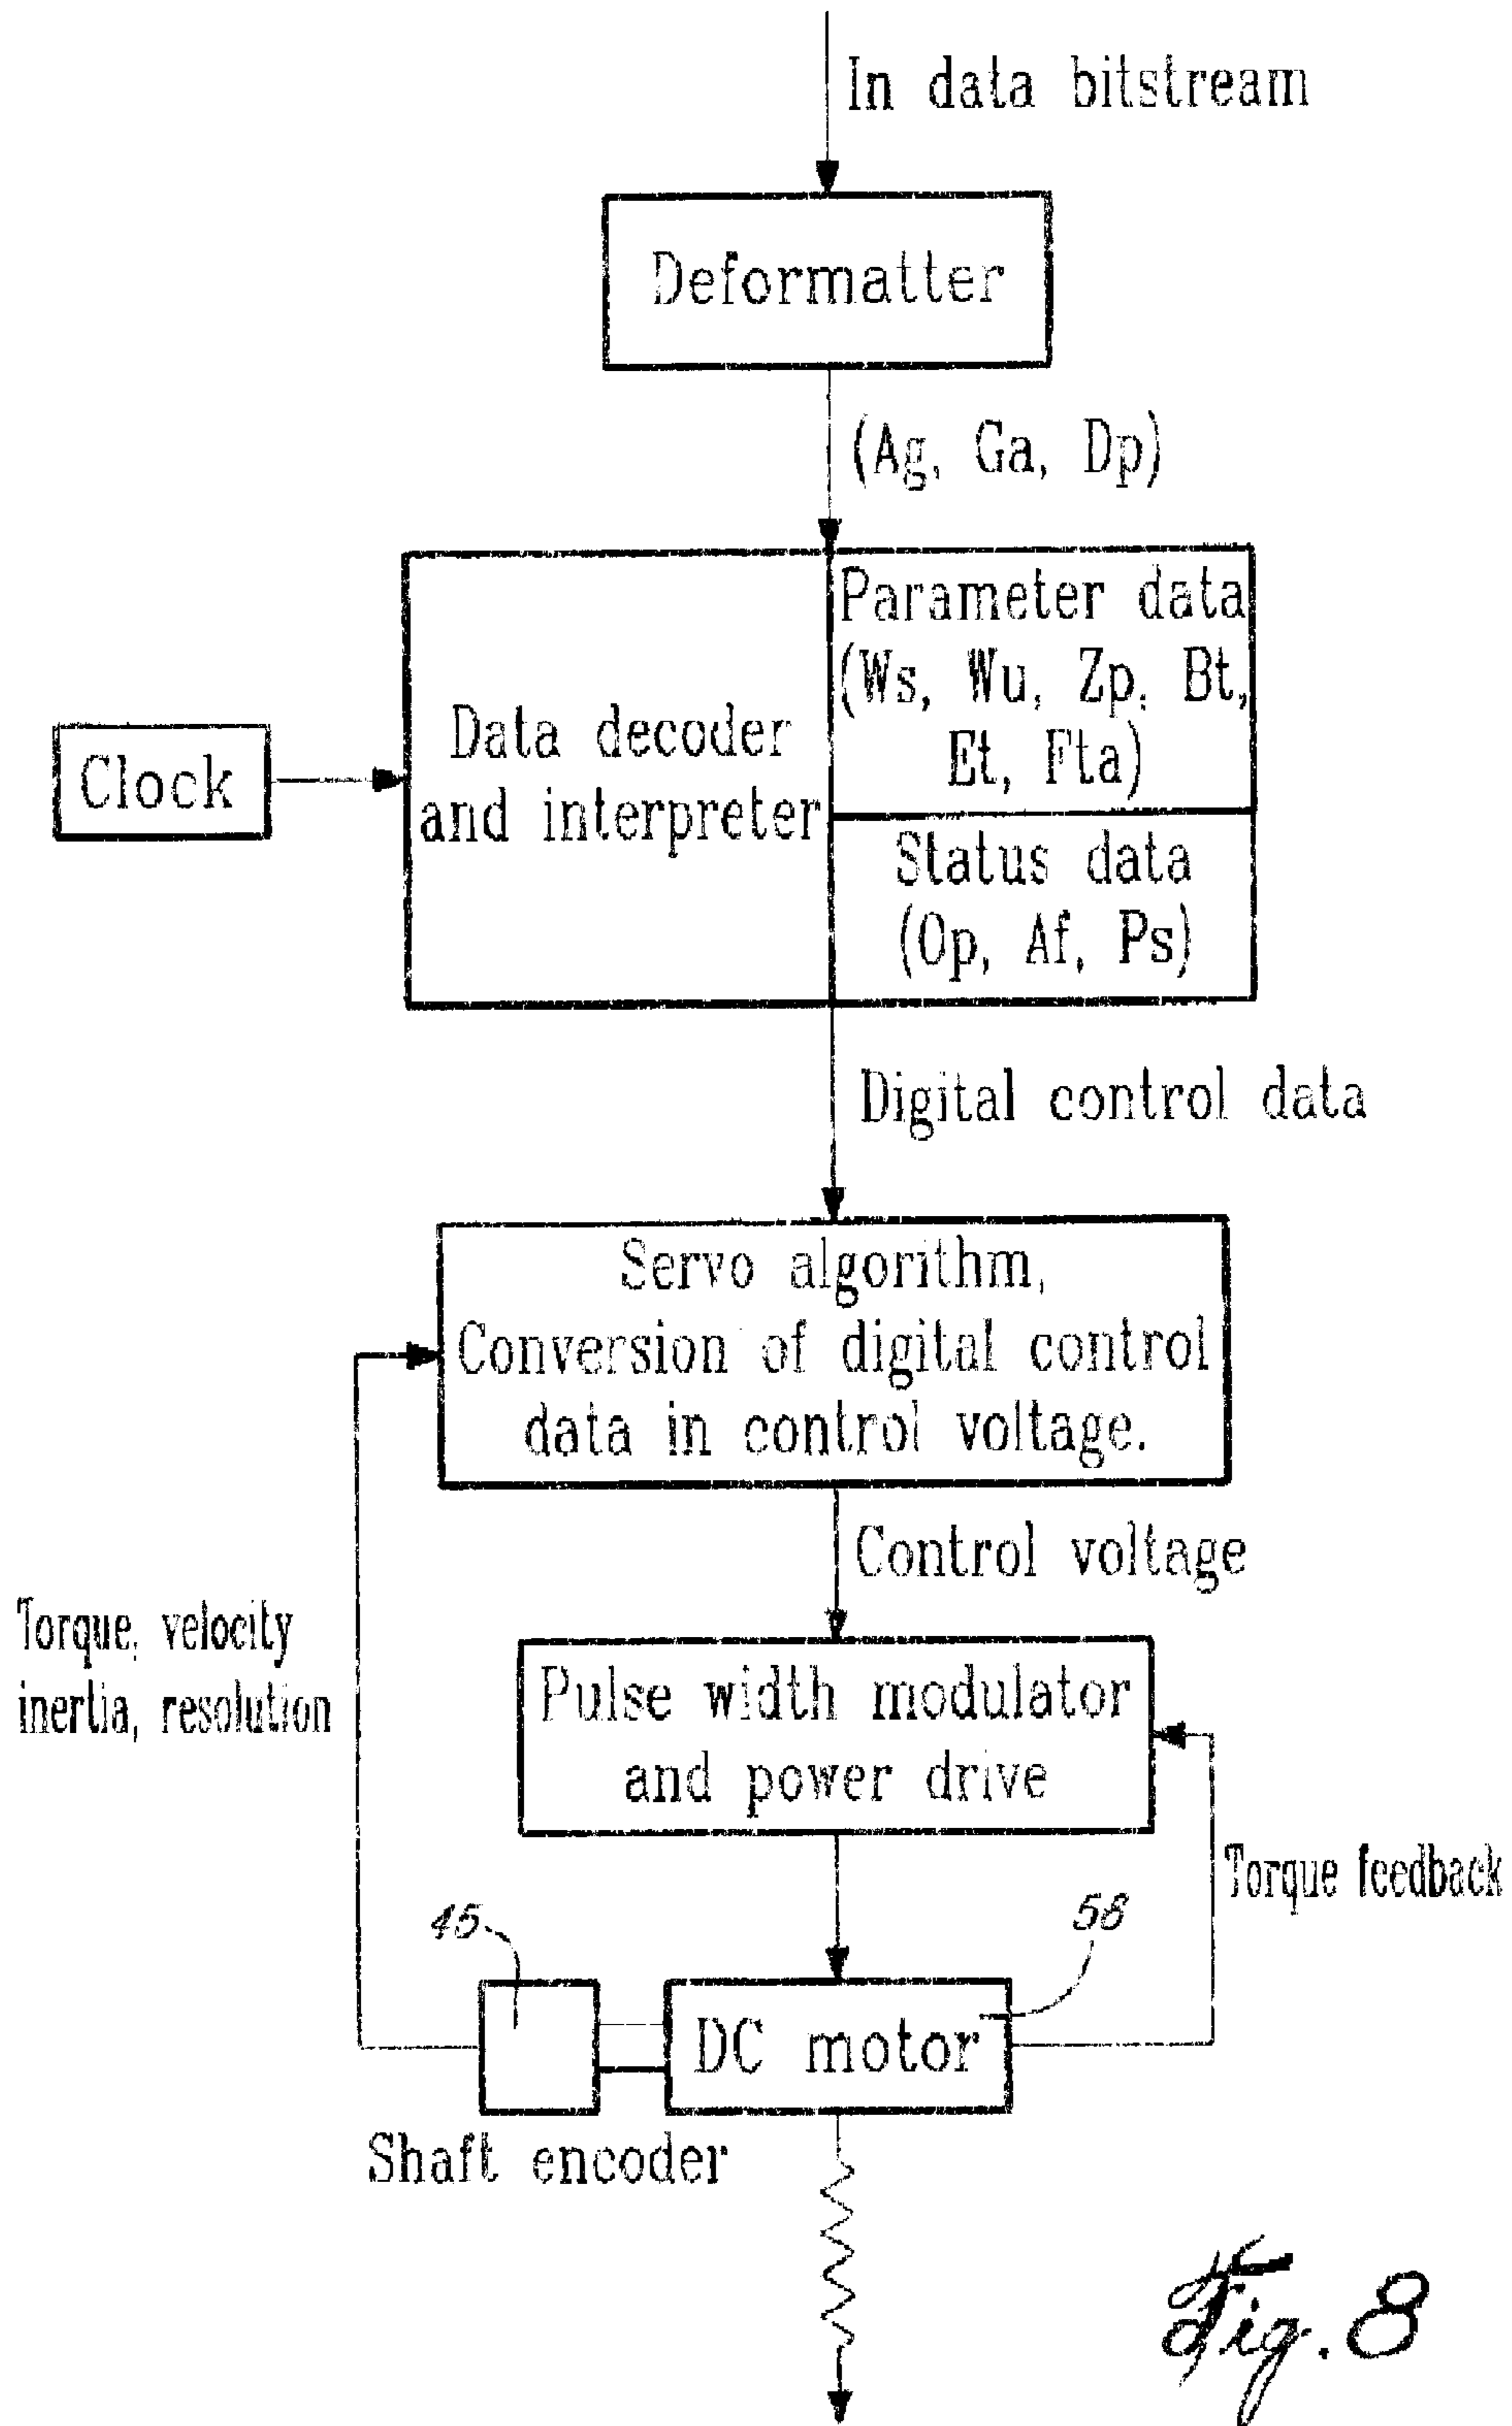 In data bitstream
Deformatter
(Ag, Ga, Dp)
Parameter data
(Ws, Wu, Zp, Bt,
Et, Fta)
Data decoder
and interpreter
Clock
Status data
(Op, Af, Ps)
Digital control data
Servo algorithm,
Conversion of digital control
data in control voltage.
Control voltage
Torque, velocity
inertia, resolution
Pulse width modulator
and power drive
Torque feedback
45
58
DC motor
Shaft encoder
Fig. 8